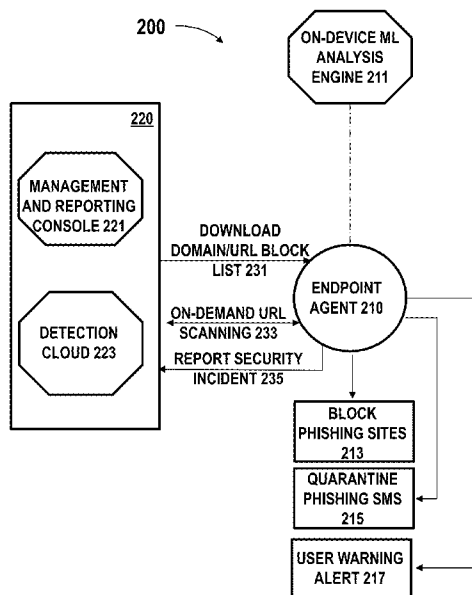 200
ON-DEVICE ML
ANALYSIS
ENGINE 211
220
MANAGEMENT
AND REPORTING
CONSOLE 221
DOWNLOAD
DOMAIN/URL BLOCK
LIST 231
ENDPOINT
AGENT 210
DETECTION
CLOUD 223
ON-DEMAND URL
SCANNING 233
REPORT SECURITY
INCIDENT 235
BLOCK
PHISHING SITES
213
QUARANTINE
PHISHING SMS
215
USER WARNING
ALERT 217